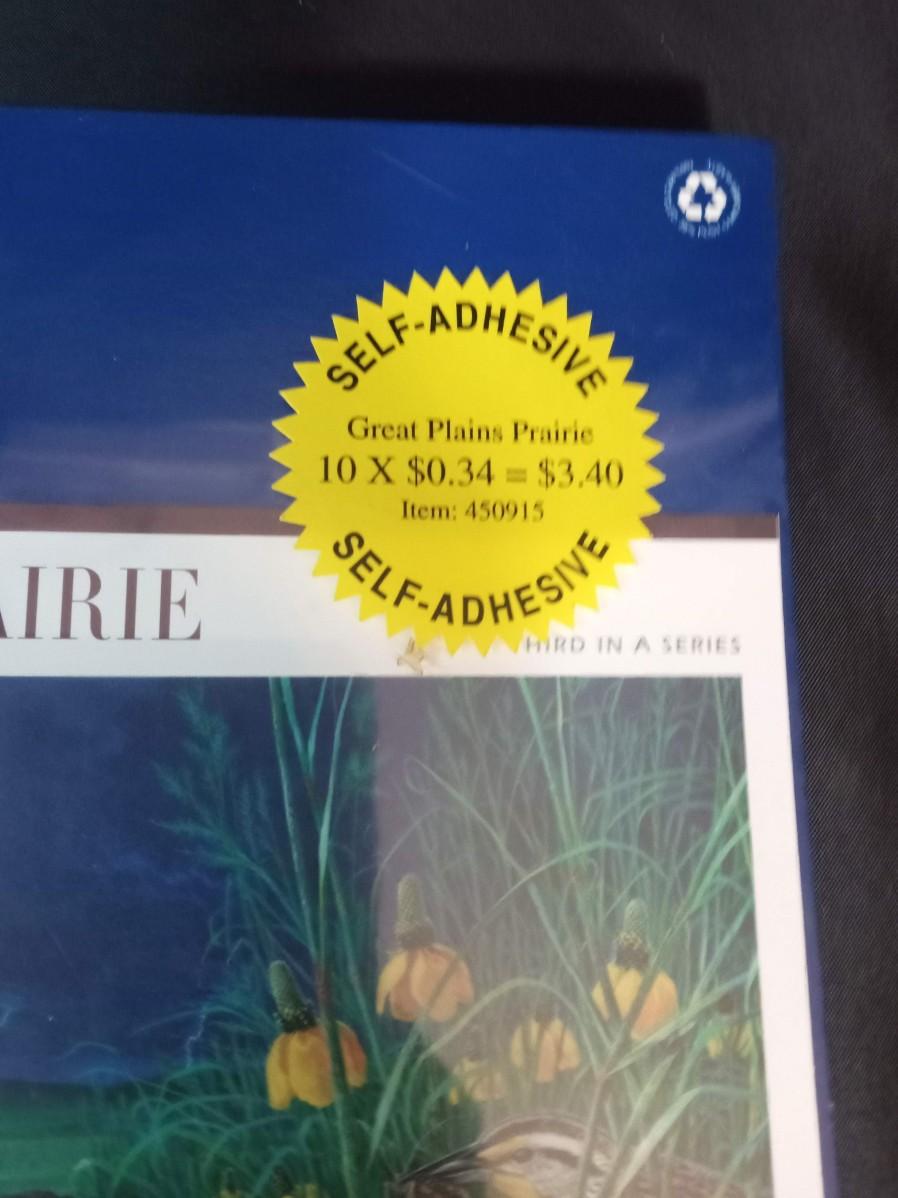 SELF-ADHESIVE
Great Plains Prairie
10 X $0.34 = $3.40
Item: 450915
SELF-ADHESIVE
AIRIE
HIRD IN A SERIES